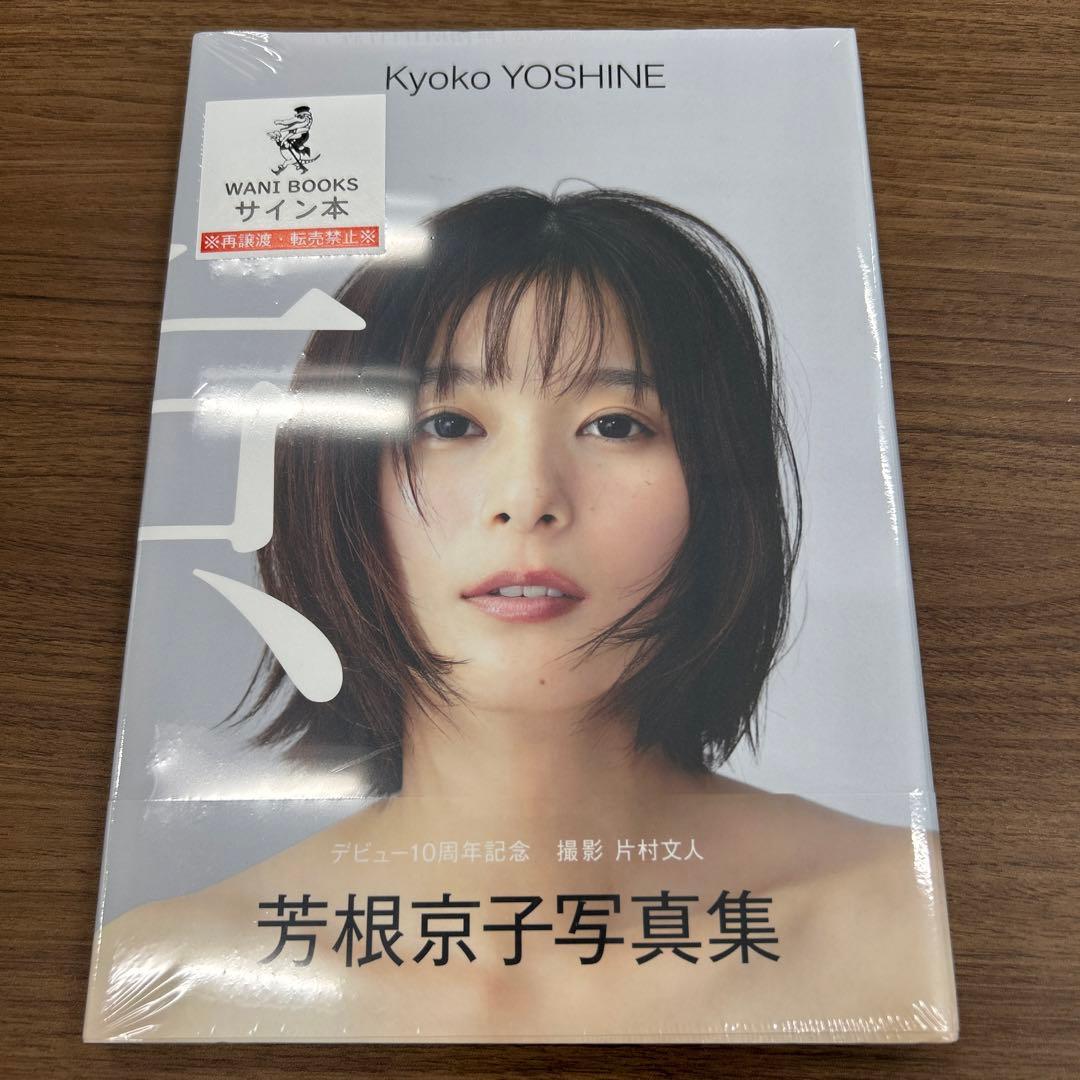 Kyoko YOSHINE
WANI BOOKS
サイン本
※再譲渡・転売禁止※
デビュー10周年記念 撮影 片村文人
芳根京子写真集